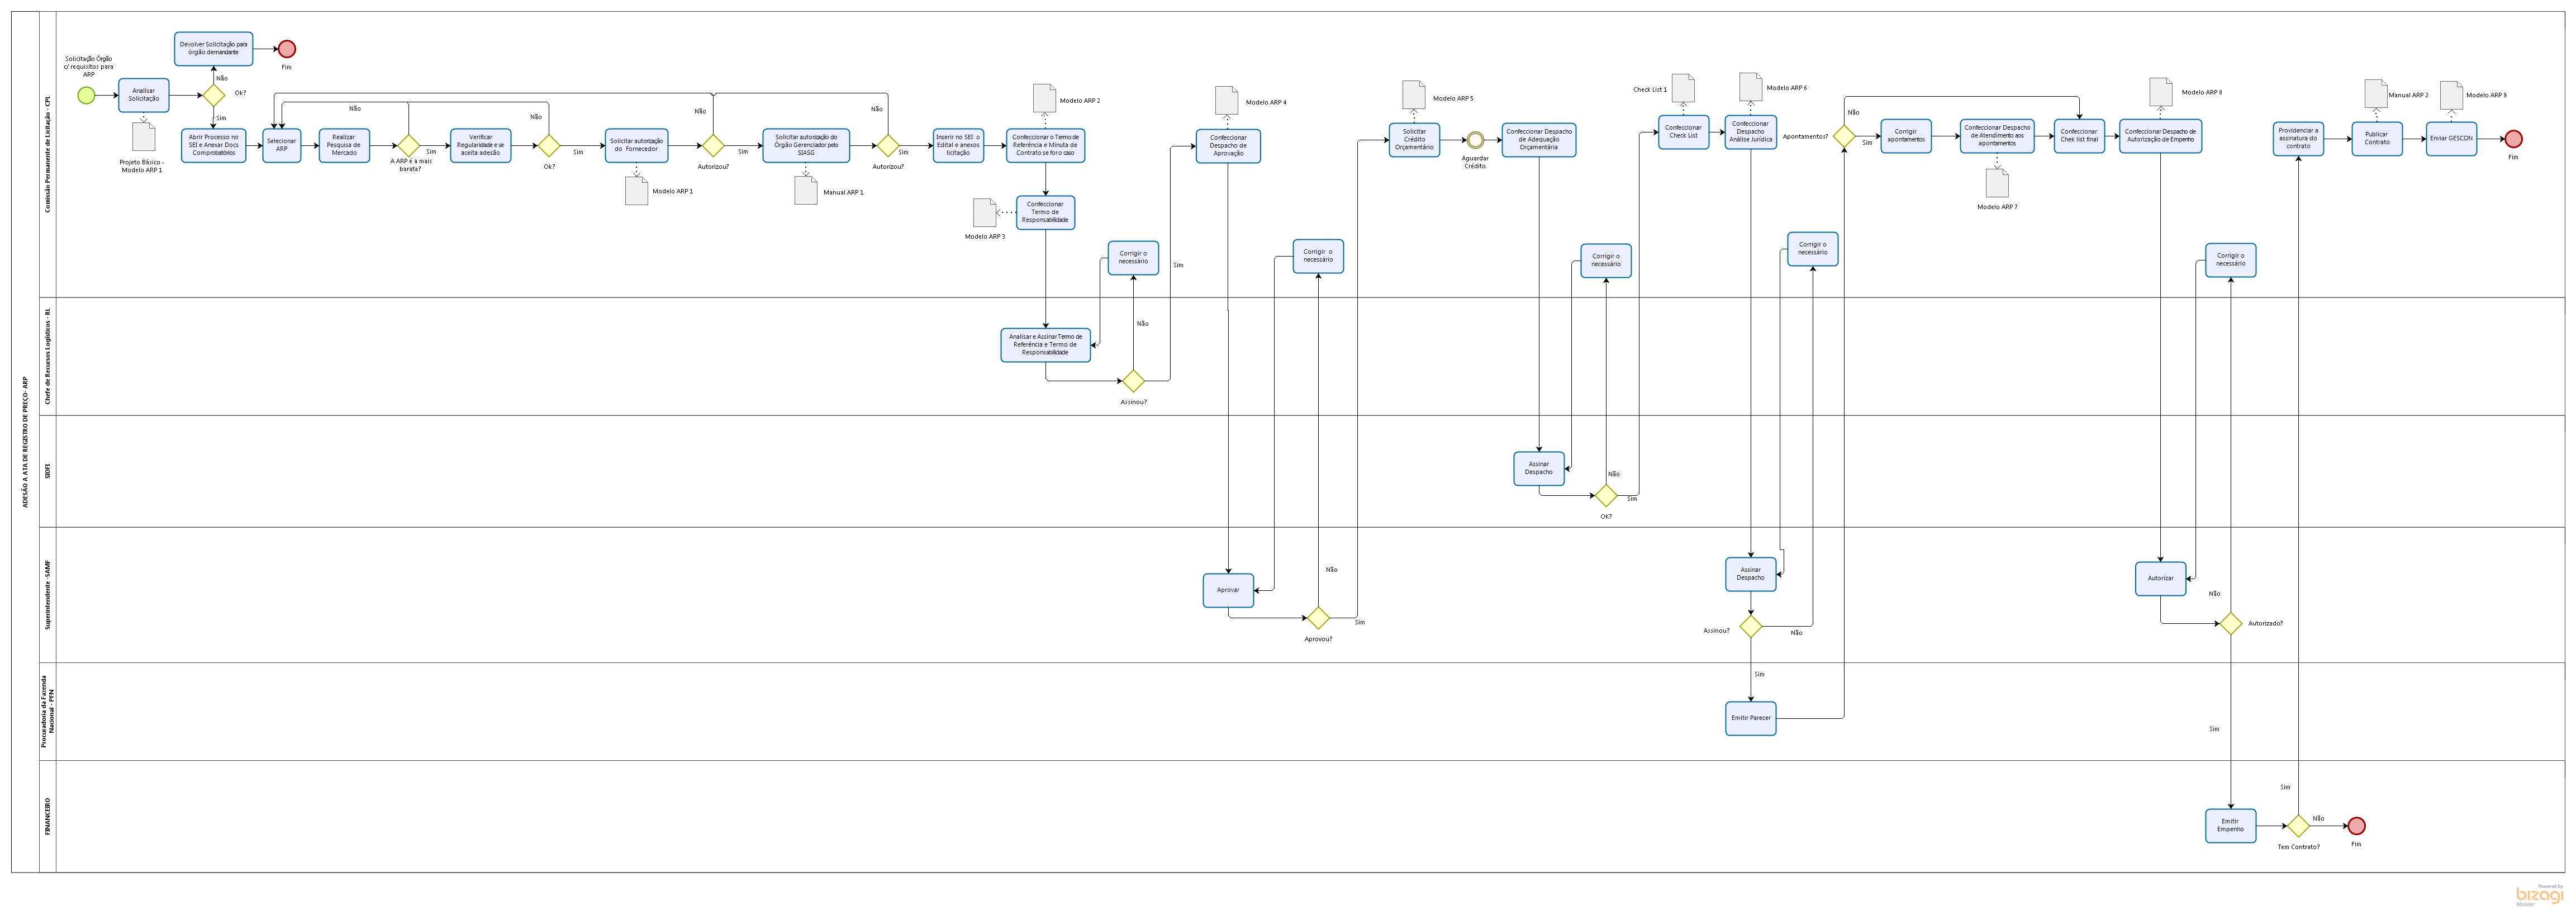 ADESÃO A ATA DE REGISTRO DE PREÇO- ARP
Comissão Permanente de Licitação - CPL
Solicitação Órgão
c/ requisitos para
ARP
Analisar
Solicitação
Projeto Básico -
Modelo ARP 1
Ok?
Não
Devolver Solicitação para
órgão demandante
Fim
Sim
Abrir Processo no
SEI e Anexar Docs
Comprobatórios
Selecionar
ARP
Realizar
Pesquisa de
Mercado
Não
A ARP é a mais
barata?
Sim
Verificar
Regularidade e se
aceita adesão
Não
Ok?
Sim
Solicitar autorização
do Fornecedor
Modelo ARP 1
Não
Autorizou?
Sim
Solicitar autorização do
Órgão Gerenciador pelo
SIASG
Manual ARP 1
Não
Autorizou?
Sim
Inserir no SEI o
Edital e anexos
licitação
Confeccionar o Termo de
Referência e Minuta de
Contrato se for o caso
Modelo ARP 2
Confeccionar
Termo de
Responsabilidade
Modelo ARP 3
Corrigir o
necessário
Não
Sim
Confeccionar
Despacho de
Aprovação
Modelo ARP 4
Corrigir o
necessário
Solicitar
Crédito
Orçamentário
Modelo ARP 5
Aguardar
Crédito
Confeccionar Despacho
de Adequação
Orçamentária
Corrigir o
necessário
Confeccionar
Check List
Check List 1
Confeccionar
Despacho
Análise Jurídica
Modelo ARP 6
Corrigir o
necessário
Apontamentos?
Não
Sim
Corrigir
apontamentos
Confeccionar Despacho
de Atendimento aos
apontamentos
Modelo ARP 7
Confeccionar
Chek list final
Confeccionar Despacho de
Autorização de Empenho
Modelo ARP 8
Corrigir o
necessário
Providenciar a
assinatura do
contrato
Publicar
Contrato
Manual ARP 2
Enviar GESCON
Modelo ARP 9
Fim
Chefe de Recursos Logísticos - RL
Analisar e Assinar Termo de
Referência e Termo de
Responsabilidade
Assinou?
SIDFI
Assinar
Despacho
Não
OK?
Sim
Superintendente -SAMF
Aprovar
Não
Aprovou?
Sim
Assinar
Despacho
Assinou?
Não
Autorizar
Não
Autorizado?
Procuradoria da Fazenda
Nacional - PFN
Sim
Emitir Parecer
Sim
FINANCEIRO
Emitir
Empenho
Sim
Tem Contrato?
Não
Fim
Powered by
bizagi
Modeler